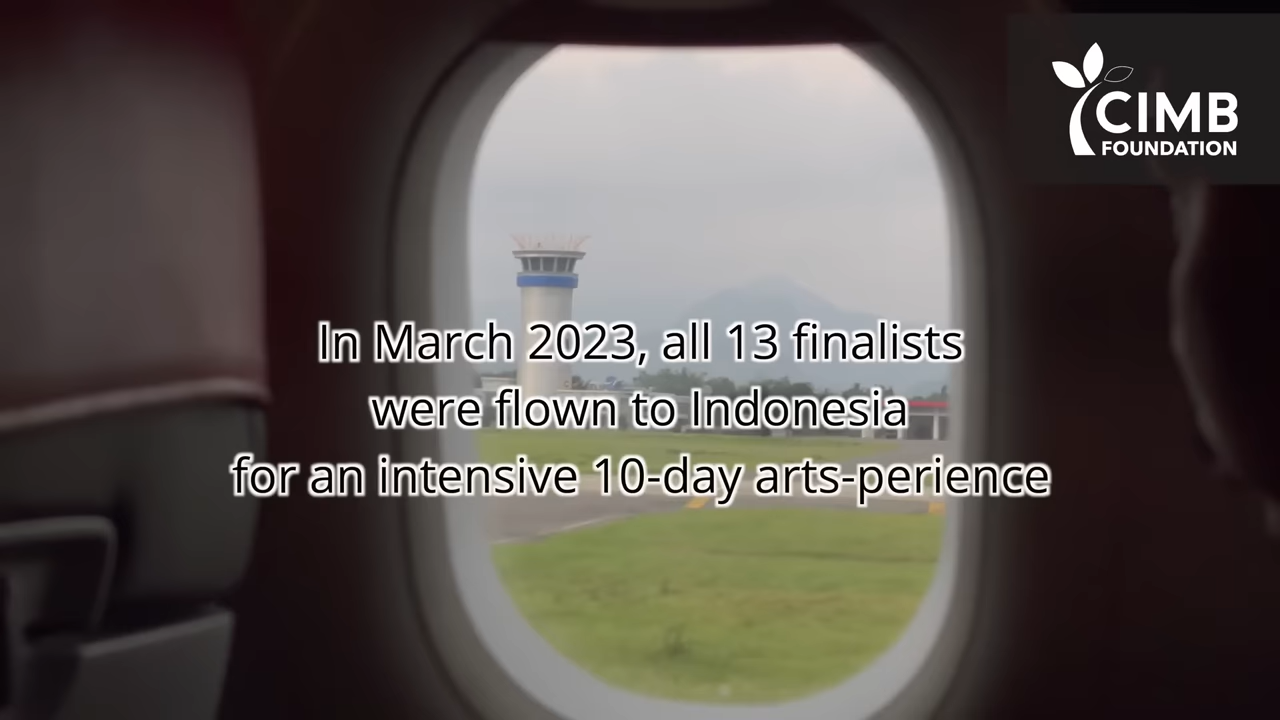 CIMB
FOUNDATION
In March 2023, all 13 finalists
were flown to Indonesia
for an intensive 10-day arts-perience